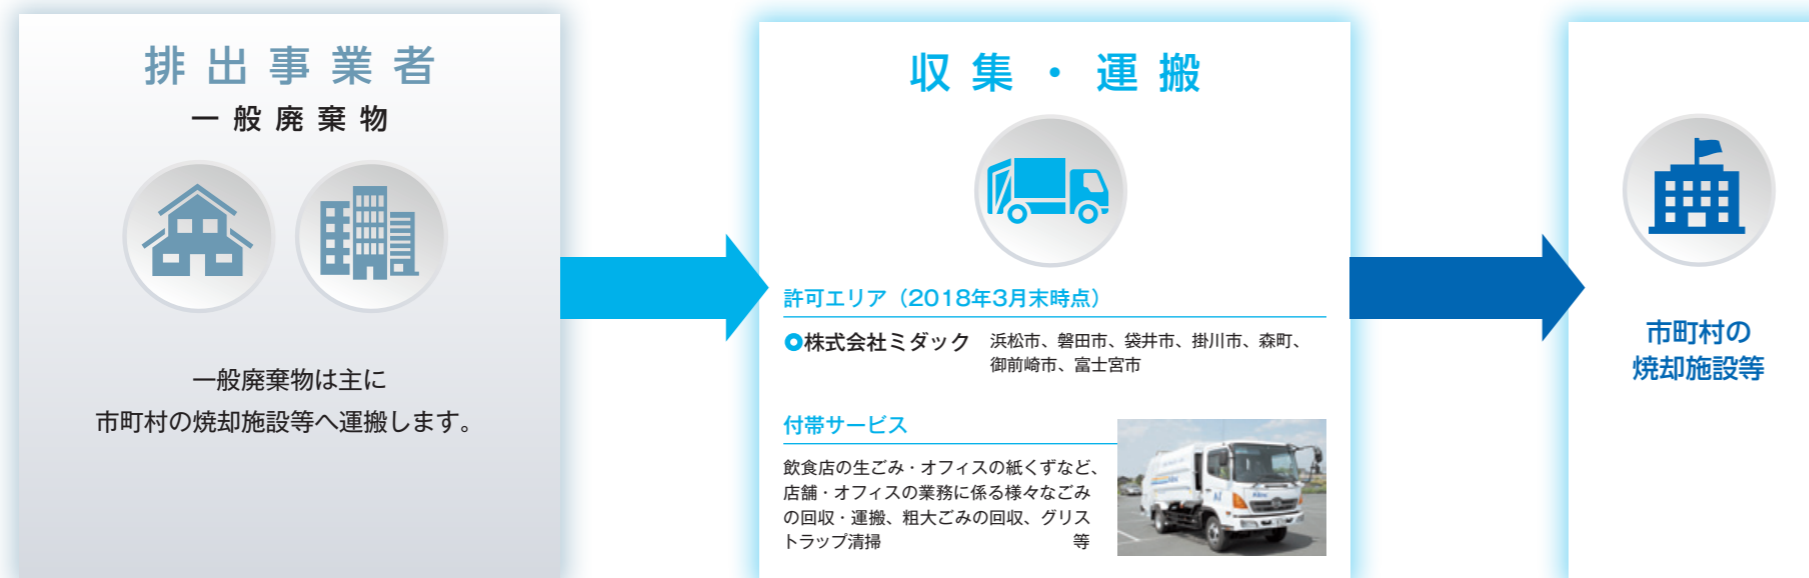 排出事業者
一般廃棄物
一般廃棄物は主に
市町村の焼却施設等へ運搬します。
収集・運搬
許可エリア（2018年3月末時点）
株式会社ミダック 浜松市、磐田市、袋井市、掛川市、森町、
御前崎市、富士宮市
付帯サービス
飲食店の生ごみ・オフィスの紙くずなど、
店舗・オフィスの業務に係る様々なごみ
の回収・運搬、粗大ごみの回収、グリス
トラップ清掃 等
市町村の
焼却施設等